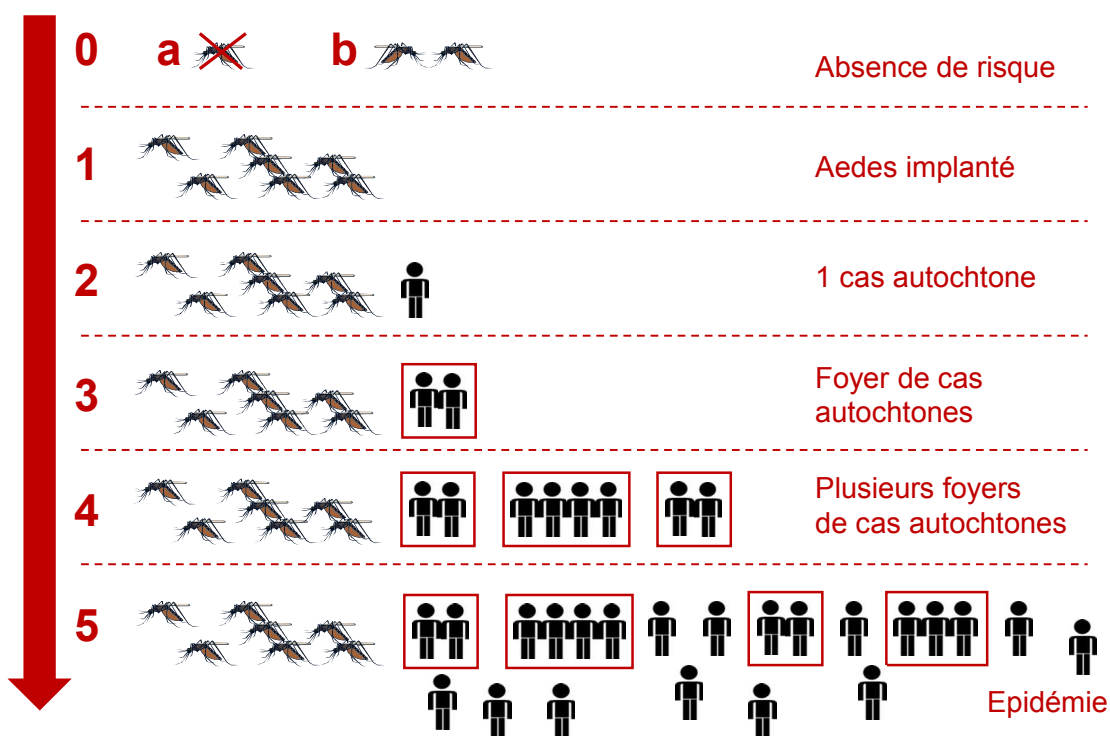 0 a b Absence de risque
1 Aedes implanté
2 1 cas autochtone
3 Foyer de cas
autochtones
4 Plusieurs foyers
de cas autochtones
5
Epidémie